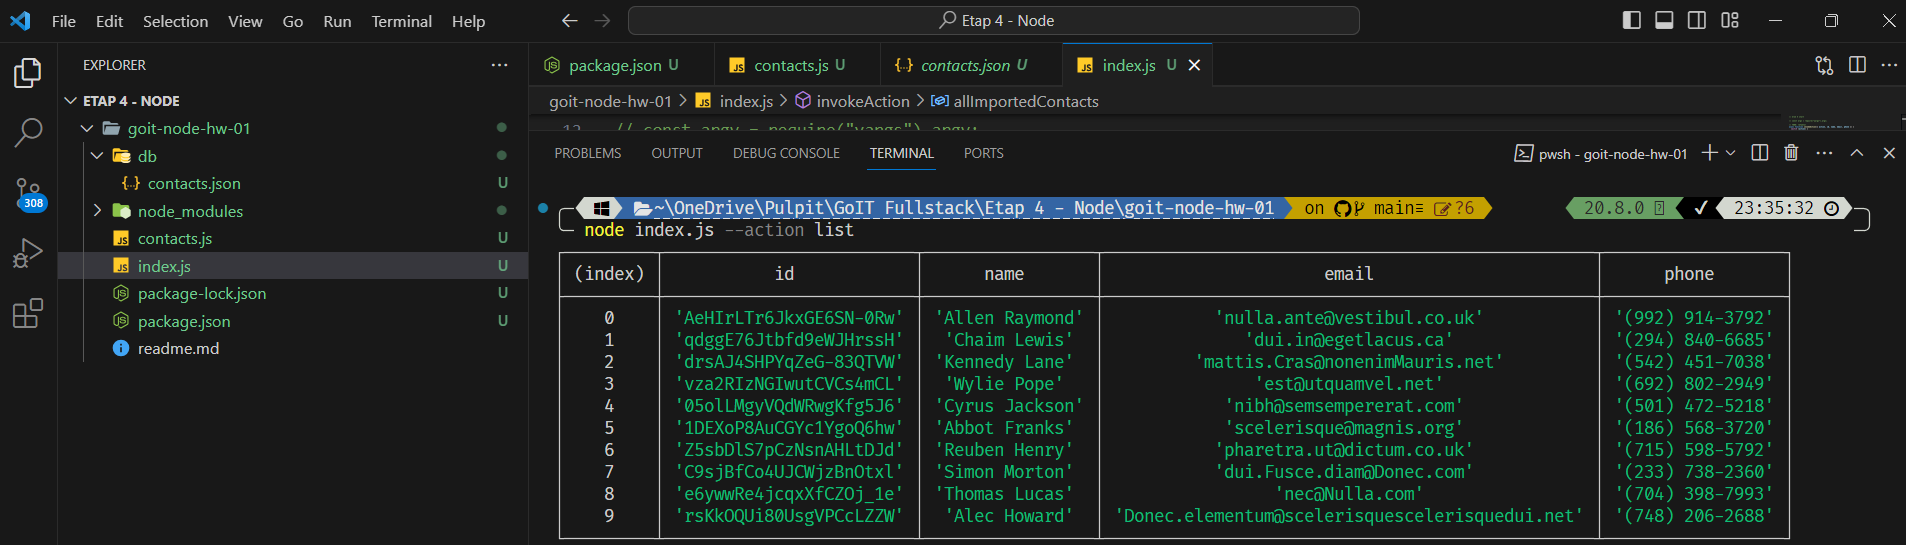 File Edit Selection View Go Run Terminal Help
Etap 4 - Node
EXPLORER
ETAP 4 - NODE
goit-node-hw-01
db
contacts.json U
node_modules
contacts.js U
index.js U
package-lock.json U
package.json U
readme.md
308
package.json U
contacts.js U
contacts.json U
index.js U
goit-node-hw-01 > index.js > invokeAction > allImportedContacts
12 // const argv = require("yargs").argv;
PROBLEMS OUTPUT DEBUG CONSOLE TERMINAL PORTS
pwsh - goit-node-hw-01
~\OneDrive\Pulpit\GoIT Fullstack\Etap 4 - Node\goit-node-hw-01 on main≡ ?6 20.8.0 23:35:32
node index.js --action list
(index) id name email phone
0 'AeHIrLTr6JkxGE6SN-0Rw' 'Allen Raymond' 'nulla.ante@vestibul.co.uk' '(992) 914-3792'
1 'qdggE76Jtbfd9eWJHrssH' 'Chaim Lewis' 'dui.in@egetlacus.ca' '(294) 840-6685'
2 'drsAJ4SHPYqZeG-83QTVW' 'Kennedy Lane' 'mattis.Cras@nonenimMauris.net' '(542) 451-7038'
3 'vza2RIzNGIwutCVCs4mCL' 'Wylie Pope' 'est@utquamvel.net' '(692) 802-2949'
4 '05olLMgyVQdWRwgKfg5J6' 'Cyrus Jackson' 'nibh@semsempererat.com' '(501) 472-5218'
5 '1DEXoP8AuCGYc1YgoQ6hw' 'Abbot Franks' 'scelerisque@magnis.org' '(186) 568-3720'
6 'Z5sbDlS7pCzNsnAHLtDJd' 'Reuben Henry' 'pharetra.ut@dictum.co.uk' '(715) 598-5792'
7 'C9sjBfCo4UJCWjzBnOtxl' 'Simon Morton' 'dui.Fusce.diam@Donec.com' '(233) 738-2360'
8 'e6ywwRe4jcqxXfCZOj_1e' 'Thomas Lucas' 'nec@Nulla.com' '(704) 398-7993'
9 'rsKkOQUi80UsgVPCcLZZW' 'Alec Howard' 'Donec.elementum@scelerisquescelerisquedui.net' '(748) 206-2688'